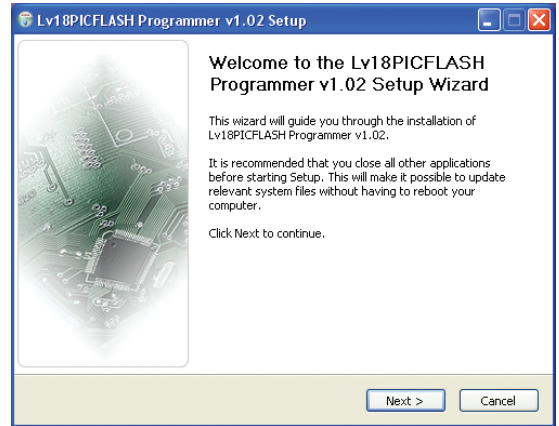 Lv18PICFLASH Programmer v1.02 Setup
Welcome to the Lv18PICFLASH
Programmer v1.02 Setup Wizard
This wizard will guide you through the installation of
Lv18PICFLASH Programmer v1.02.
It is recommended that you close all other applications
before starting Setup. This will make it possible to update
relevant system files without having to reboot your
computer.
Click Next to continue.
Next >
Cancel